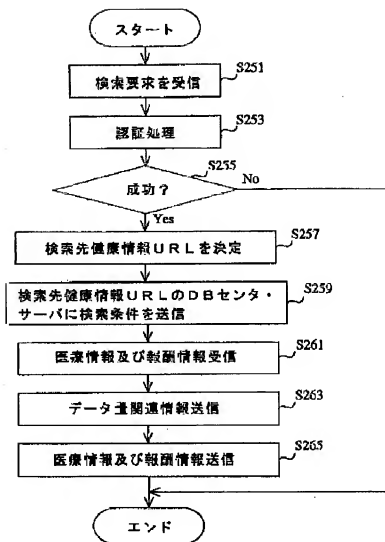 スタート
S251
検索要求を受信
S253
認証処理
S255
成功？
No
Yes
S257
検索先健康情報ＵＲＬを決定
S259
検索先健康情報ＵＲＬのＤＢセンタ・
サーバに検索条件を送信
S261
医療情報及び報酬情報受信
S263
データ量関連情報送信
S265
医療情報及び報酬情報送信
エンド